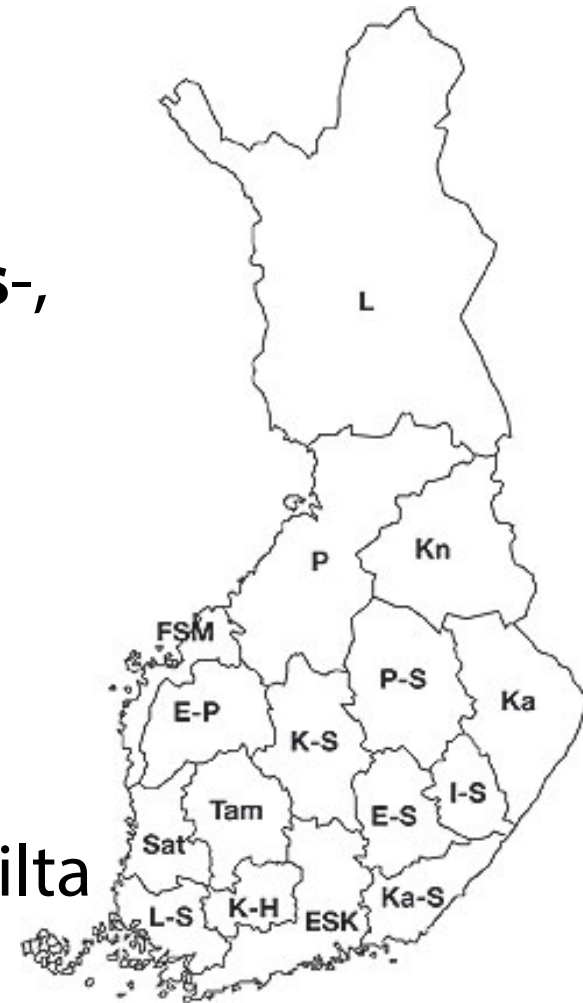 s-,
L
Kn
P
FSM
P-S
Ka
E-P
K-S
I-S
Tam
E-S
Sat
ilta
Ka-S
K-H
L-S
ESK